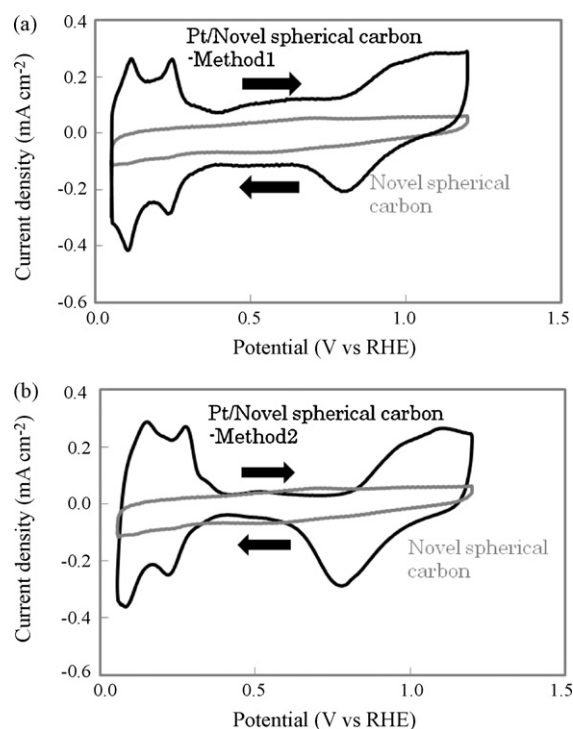 (a)
0.4
0.2
0.0
-0.2
-0.4
-0.6
Current density (mA cm-2)
Pt/Novel spherical carbon
-Method1
Novel spherical
carbon
0.0
0.5
1.0
1.5
Potential (V vs RHE)
(b)
0.4
0.2
0.0
-0.2
-0.4
-0.6
Current density (mA cm-2)
Pt/Novel spherical carbon
-Method2
Novel spherical
carbon
0.0
0.5
1.0
1.5
Potential (V vs RHE)